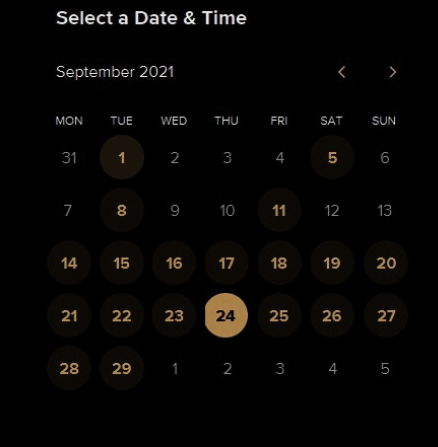 Select a Date & Time
September 2021 < >
MON TUE WED THU FRI SAT SUN
31 1 2 3 4 5 6
7 8 9 10 11 12 13
14 15 16 17 18 19 20
21 22 23 24 25 26 27
28 29 1 2 3 4 5